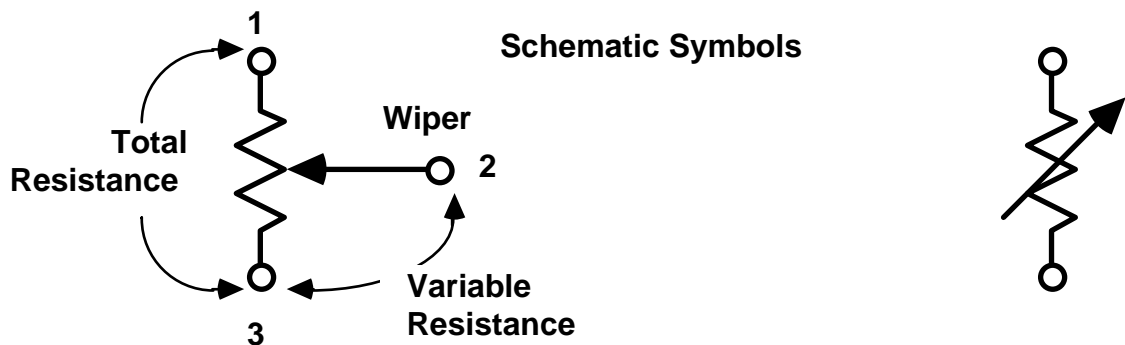 1
Schematic Symbols
Wiper
Total
Resistance
2
Variable
Resistance
3